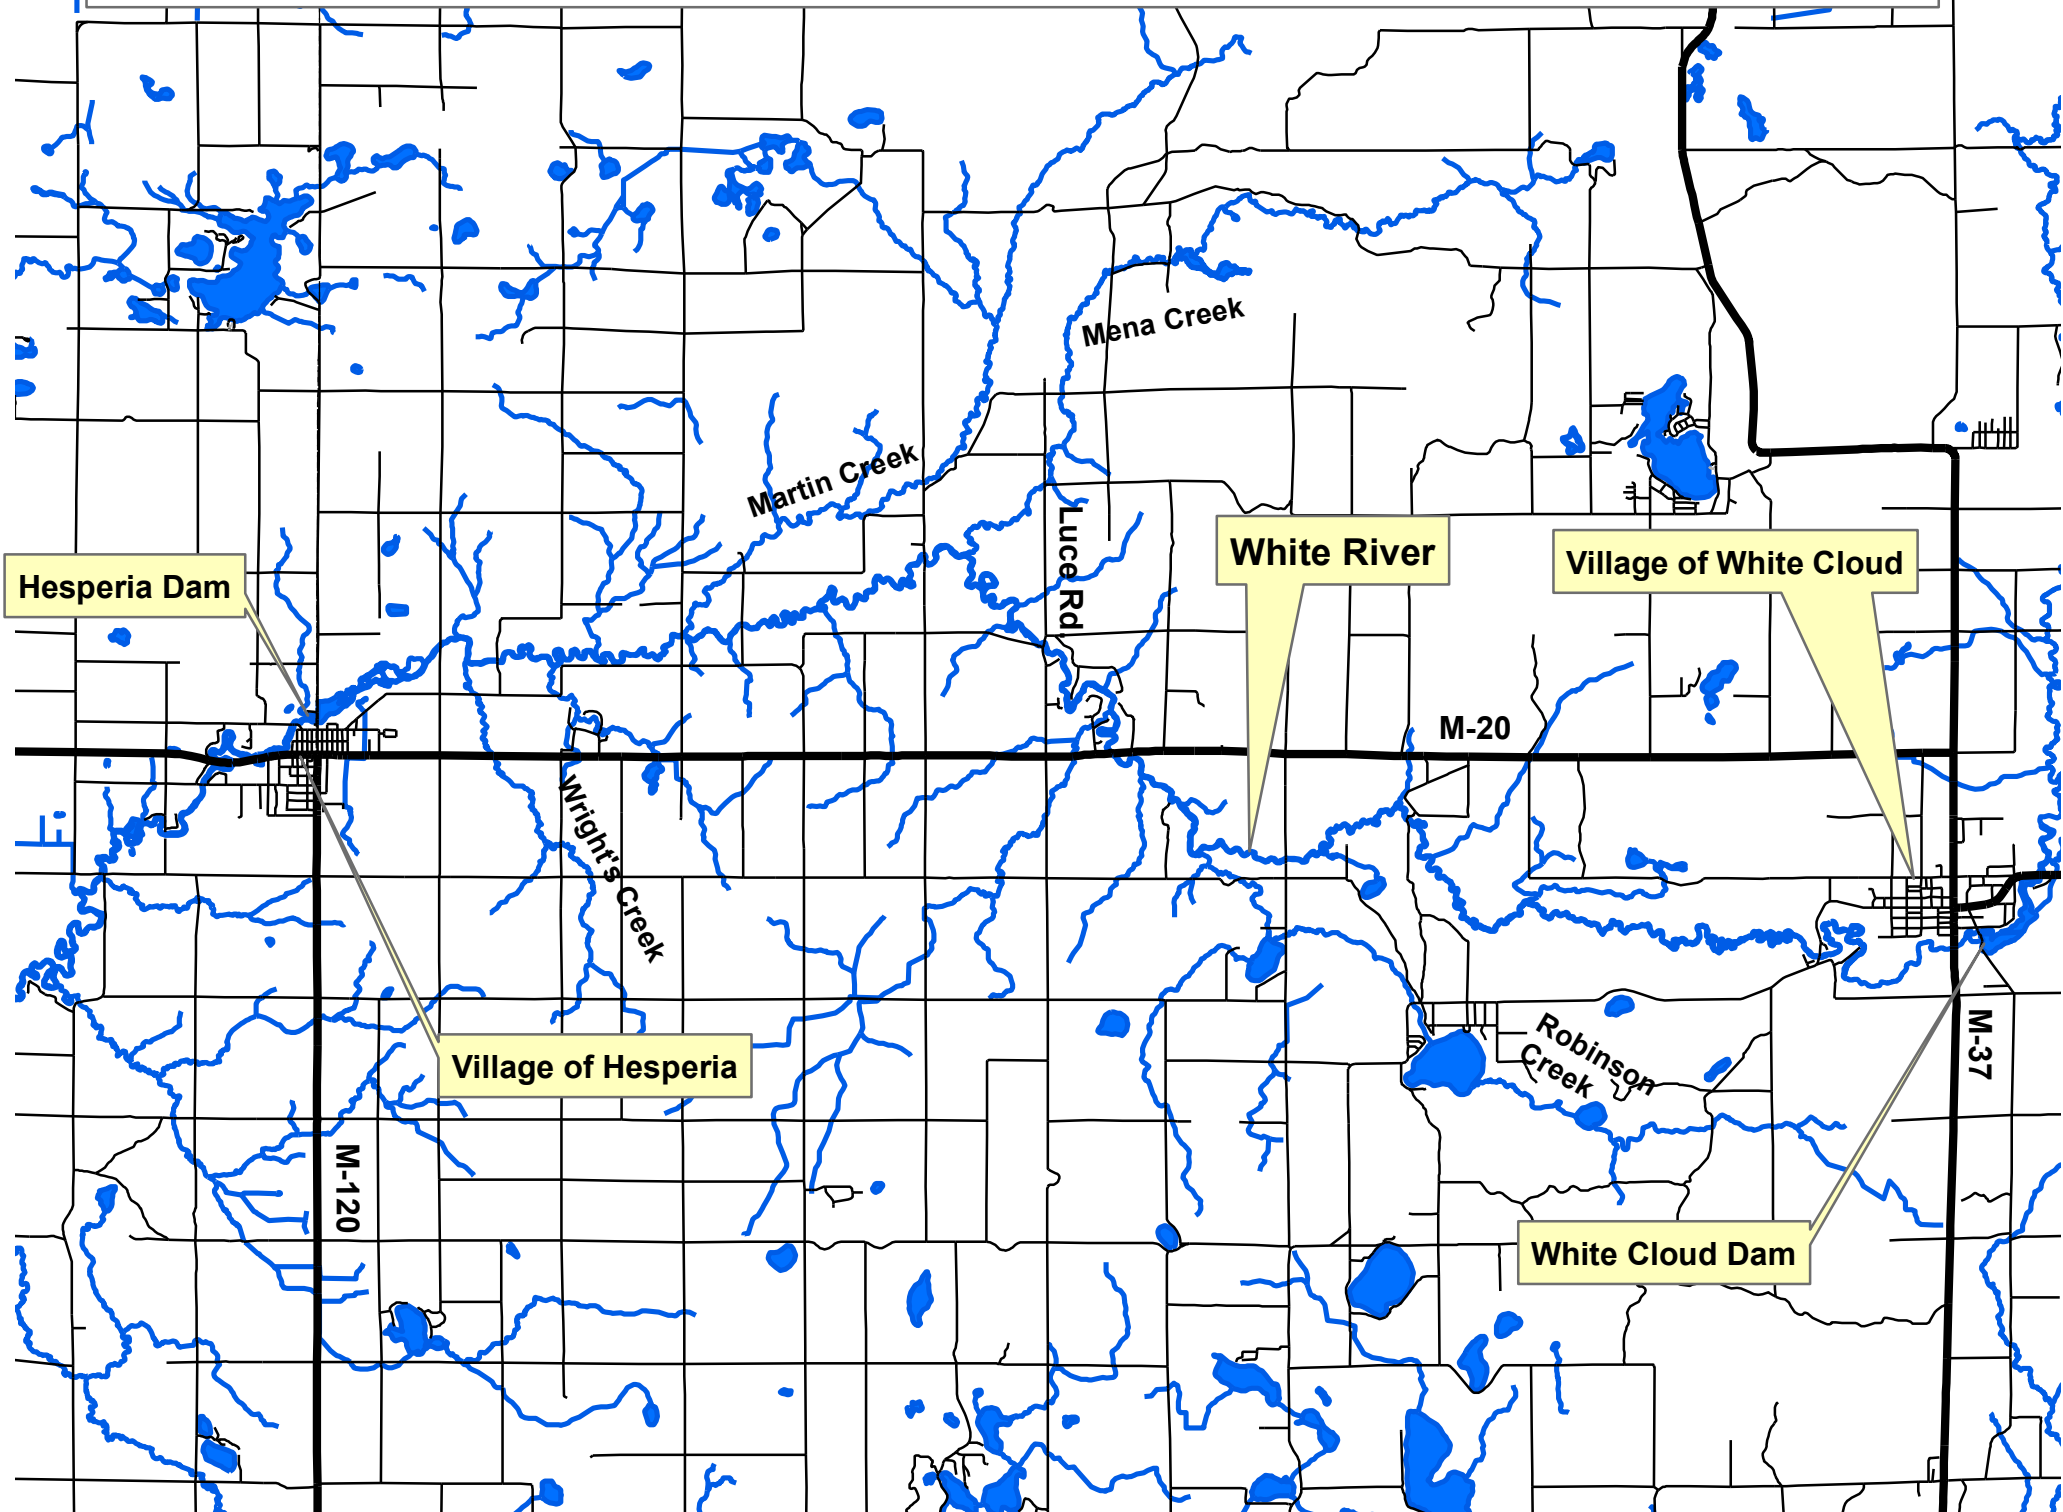 Mena Creek
Martin Creek
Luce Rd.
White River
Village of White Cloud
Hesperia Dam
M-20
Wright's Creek
Village of Hesperia
Robinson
Creek
M-37
M-120
White Cloud Dam